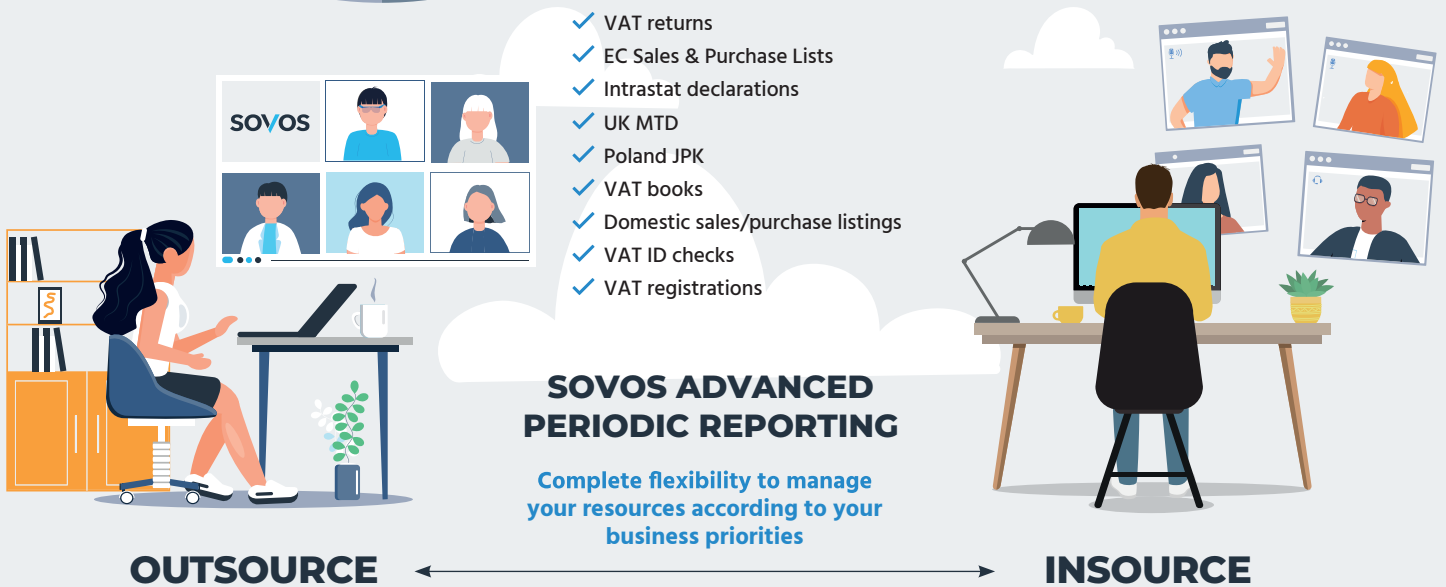 VAT returns
EC Sales & Purchase Lists
Intrastat declarations
UK MTD
Poland JPK
VAT books
Domestic sales/purchase listings
VAT ID checks
VAT registrations
SOVOS
SOVOS ADVANCED
PERIODIC REPORTING
Complete flexibility to manage
your resources according to your
business priorities
OUTSOURCE
INSOURCE